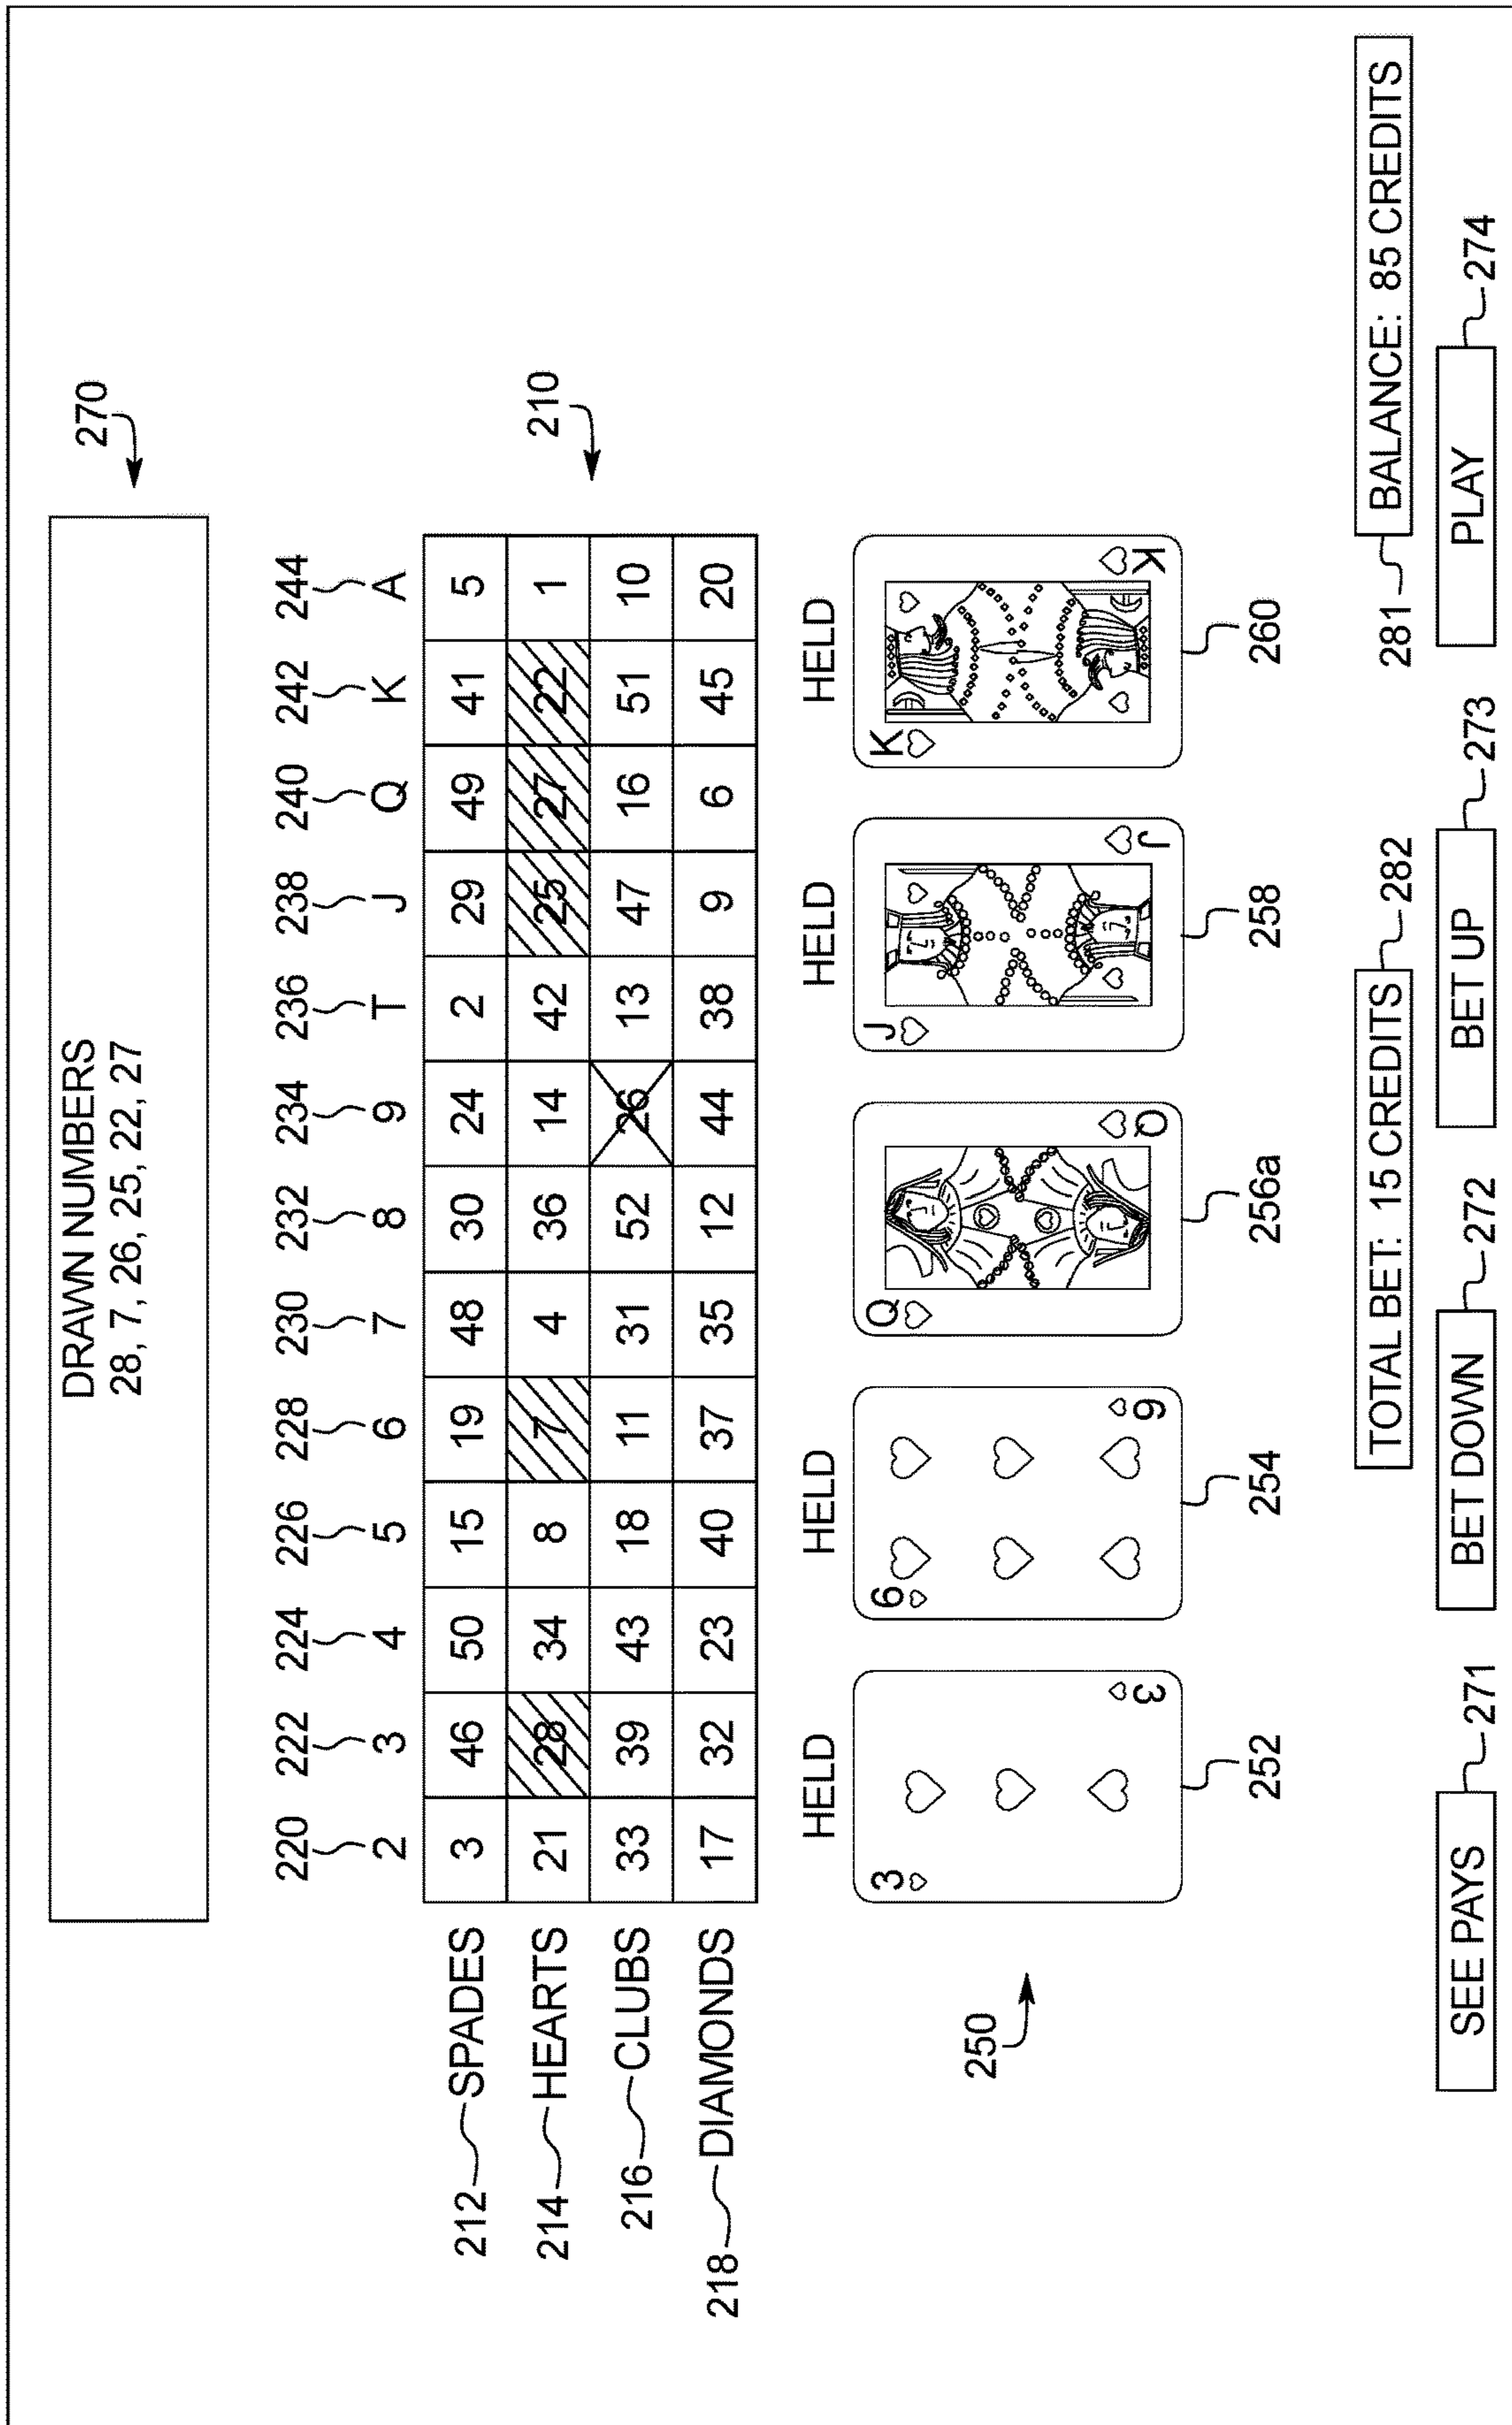 DRAWN NUMBERS
28, 7, 26, 25, 22, 27
270
220 222 224 226 228 230 232 234 236 238 240 242 244
2 3 4 5 6 7 8 9 T J Q K A
210
212 SPADES 3 46 50 15 19 48 30 24 2 29 49 41 5
214 HEARTS 21 28 34 8 7 4 36 14 42 25 27 22 1
216 CLUBS 33 39 43 18 11 31 52 26 13 47 16 51 10
218 DIAMONDS 17 32 23 40 37 35 12 44 38 9 6 45 20
HELD HELD HELD HELD
3 6 Q J K
250
3 6 Q J K
252 254 256a 258 260
TOTAL BET: 15 CREDITS 282
281 BALANCE: 85 CREDITS
SEE PAYS 271
BET DOWN 272
BET UP 273
PLAY 274